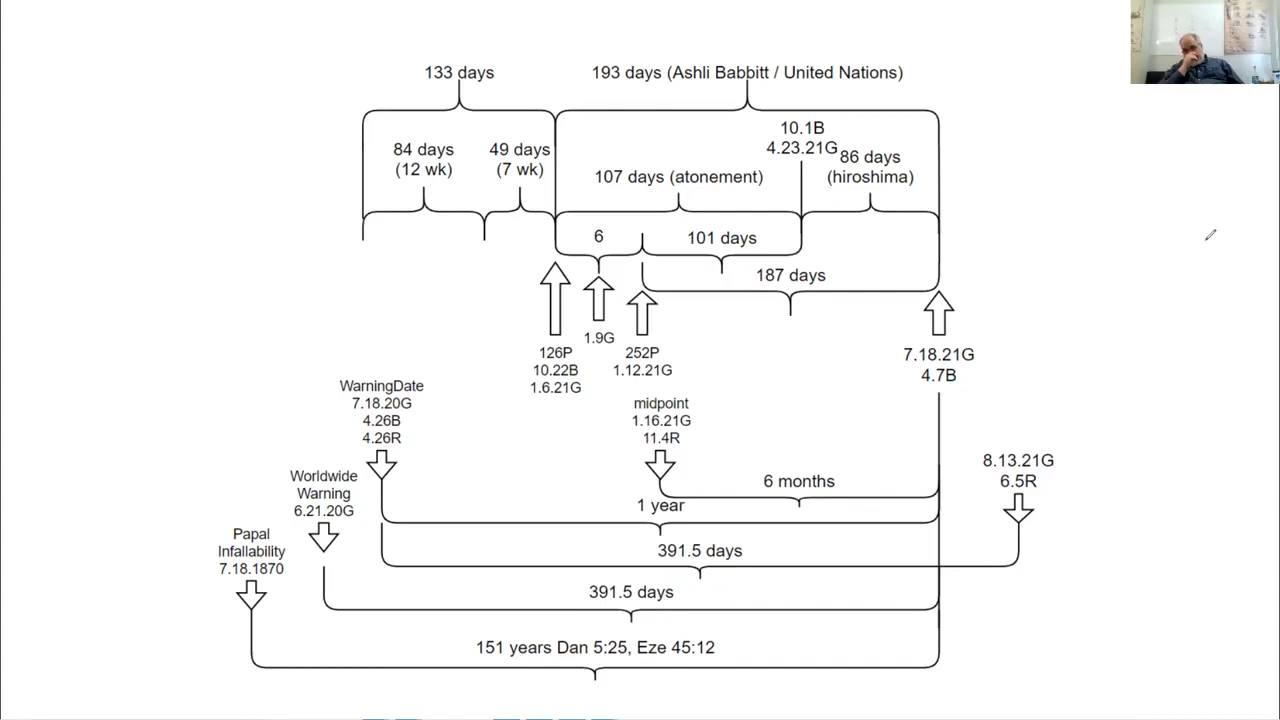 133 days
193 days (Ashli Babbitt / United Nations)
10.1B
4.23.21G
84 days
(12 wk)
49 days
(7 wk)
107 days (atonement)
86 days
(hiroshima)
6
101 days
187 days
1.9G
126P
10.22B
1.6.21G
252P
1.12.21G
7.18.21G
4.7B
WarningDate
7.18.20G
4.26B
4.26R
midpoint
1.16.21G
11.4R
Worldwide
Warning
6.21.20G
6 months
8.13.21G
6.5R
1 year
Papal
Infallability
7.18.1870
391.5 days
391.5 days
151 years Dan 5:25, Eze 45:12